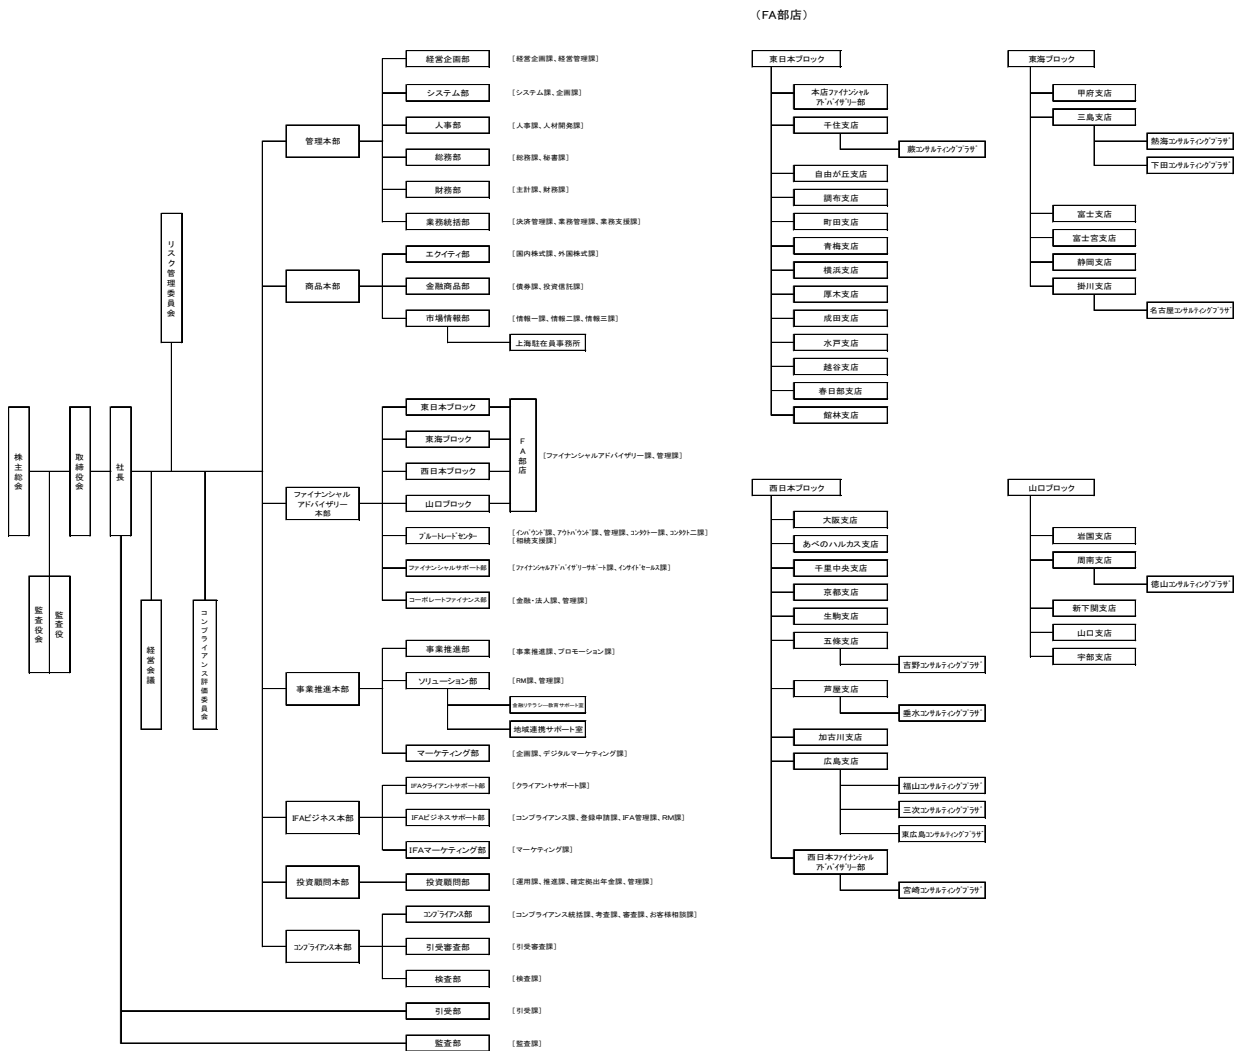 （FA部店）
株主総会
監査役会
監査役
取締役会
社長
リスク管理委員会
経営会議
コンプライアンス評価委員会
管理本部
経営企画部
［経営企画課、経営管理課］
システム部
［システム課、企画課］
人事部
［人事課、人材開発課］
総務部
［総務課、秘書課］
財務部
［主計課、財務課］
業務統括部
［決済管理課、業務管理課、業務支援課］
商品本部
エクイティ部
［国内株式課、外国株式課］
金融商品部
［債券課、投資信託課］
市場情報部
［情報一課、情報二課、情報三課］
上海駐在員事務所
ファイナンシャル
アドバイザリー
本部
東日本ブロック
東海ブロック
西日本ブロック
山口ブロック
FA部店
［ファイナンシャルアドバイザリー課、管理課］
ブルートレードセンター
［インバウンド課、アウトバウンド課、管理課、コンタクト一課、コンタクト二課］
［相続支援課］
ファイナンシャルサポート部
［ファイナンシャルアドバイザリーサポート課、インサイドセールス課］
コーポレートファイナンス部
［金融・法人課、管理課］
事業推進本部
事業推進部
［事業推進課、プロモーション課］
ソリューション部
［RM課、管理課］
金融リテラシー教育サポート室
地域連携サポート室
マーケティング部
［企画課、デジタルマーケティング課］
IFAビジネス本部
IFAクライアントサポート部
［クライアントサポート課］
IFAビジネスサポート部
［コンプライアンス課、登録申請課、IFA管理課、RM課］
IFAマーケティング部
［マーケティング課］
投資顧問本部
投資顧問部
［運用課、推進課、確定拠出年金課、管理課］
コンプライアンス本部
コンプライアンス部
［コンプライアンス統括課、考査課、審査課、お客様相談課］
引受審査部
［引受審査課］
検査部
［検査課］
引受部
［引受課］
監査部
［監査課］
東日本ブロック
本店ファイナンシャル
アドバイザリー部
千住支店
蕨コンサルティングプラザ
自由が丘支店
調布支店
町田支店
青梅支店
横浜支店
厚木支店
成田支店
水戸支店
越谷支店
春日部支店
館林支店
東海ブロック
甲府支店
三島支店
熱海コンサルティングプラザ
下田コンサルティングプラザ
富士支店
富士宮支店
静岡支店
掛川支店
名古屋コンサルティングプラザ
西日本ブロック
大阪支店
あべのハルカス支店
千里中央支店
京都支店
生駒支店
五條支店
吉野コンサルティングプラザ
芦屋支店
垂水コンサルティングプラザ
加古川支店
広島支店
福山コンサルティングプラザ
三次コンサルティングプラザ
東広島コンサルティングプラザ
西日本ファイナンシャル
アドバイザリー部
宮崎コンサルティングプラザ
山口ブロック
岩国支店
周南支店
徳山コンサルティングプラザ
新下関支店
山口支店
宇部支店